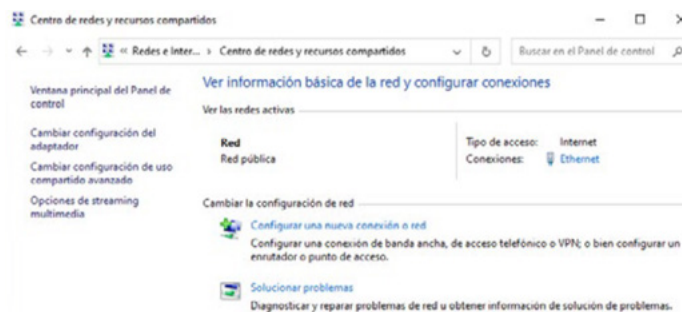 Centro de redes y recursos compartidos
« Redes e Inter... › Centro de redes y recursos compartidos
Buscar en el Panel de control
Ventana principal del Panel de
control
Cambiar configuración del
adaptador
Cambiar configuración de uso
compartido avanzado
Opciones de streaming
multimedia
Ver información básica de la red y configurar conexiones
Ver las redes activas
Red
Red pública
Tipo de acceso: Internet
Conexiones: Ethernet
Cambiar la configuración de red
Configurar una nueva conexión o red
Configurar una conexión de banda ancha, de acceso telefónico o VPN; o bien configurar un
enrutador o punto de acceso.
Solucionar problemas
Diagnosticar y reparar problemas de red u obtener información de solución de problemas.